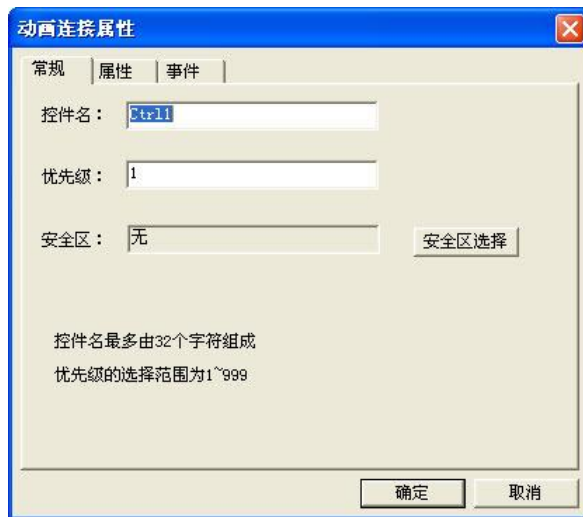 动画连接属性
常规 属性 事件
控件名： Ctrl1
优先级： 1
安全区： 无 安全区选择
控件名最多由32个字符组成
优先级的选择范围为1~999
确定 取消